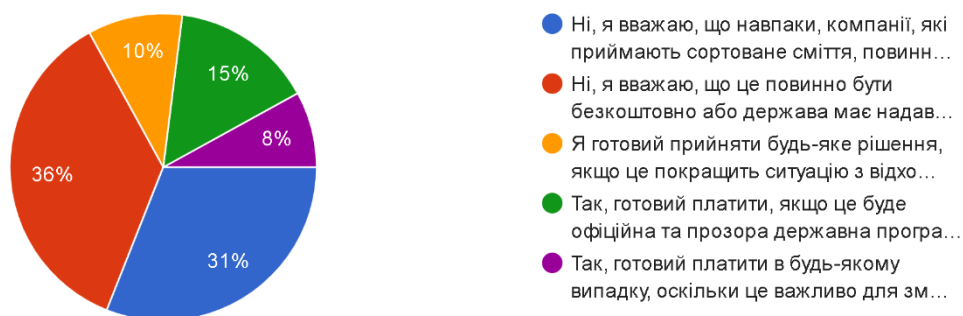 10%
15%
8%
36%
31%
Ні, я вважаю, що навпаки, компанії, які
приймають сортоване сміття, повинн...
Ні, я вважаю, що це повинно бути
безкоштовно або держава має надав...
Я готовий прийняти будь-яке рішення,
якщо це покращить ситуацію з відхо...
Так, готовий платити, якщо це буде
офіційна та прозора державна програ...
Так, готовий платити в будь-якому
випадку, оскільки це важливо для зм...